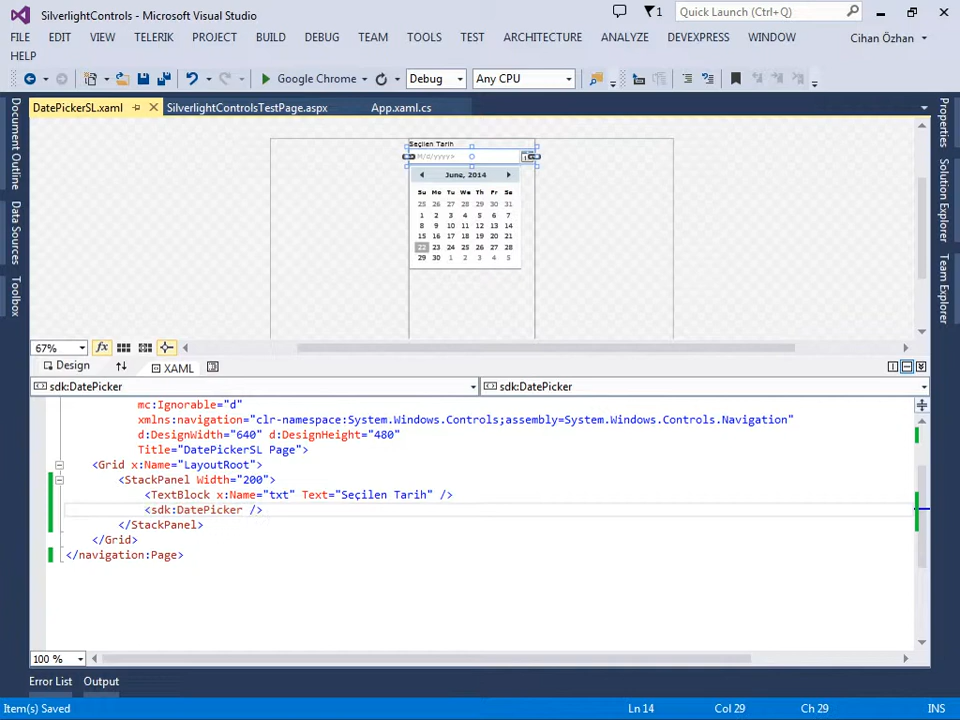 SilverlightControls - Microsoft Visual Studio
1
Quick Launch (Ctrl+Q)
FILE EDIT VIEW TELERIK PROJECT BUILD DEBUG TEAM TOOLS TEST ARCHITECTURE ANALYZE DEVEXPRESS WINDOW
HELP
Cihan Özhan
Google Chrome Debug Any CPU
DatePickerSL.xaml SilverlightControlsTestPage.aspx App.xaml.cs
Document Outline
Data Sources
Toolbox
Properties
Solution Explorer
Team Explorer
Seçilen Tarih
June, 2014
Su Mo Tu We Th Fr Sa
25 26 27 28 29 30 31
1 2 3 4 5 6 7
8 9 10 11 12 13 14
15 16 17 18 19 20 21
22 23 24 25 26 27 28
29 30 1 2 3 4 5
67% fx
Design XAML
sdk:DatePicker sdk:DatePicker
mc:Ignorable="d"
xmlns:navigation="clr-namespace:System.Windows.Controls;assembly=System.Windows.Controls.Navigation"
d:DesignWidth="640" d:DesignHeight="480"
Title="DatePickerSL Page">
<Grid x:Name="LayoutRoot">
<StackPanel Width="200">
<TextBlock x:Name="txt" Text="Seçilen Tarih" />
<sdk:DatePicker />
</StackPanel>
</Grid>
</navigation:Page>
100 %
Error List Output
Item(s) Saved Ln 14 Col 29 Ch 29 INS